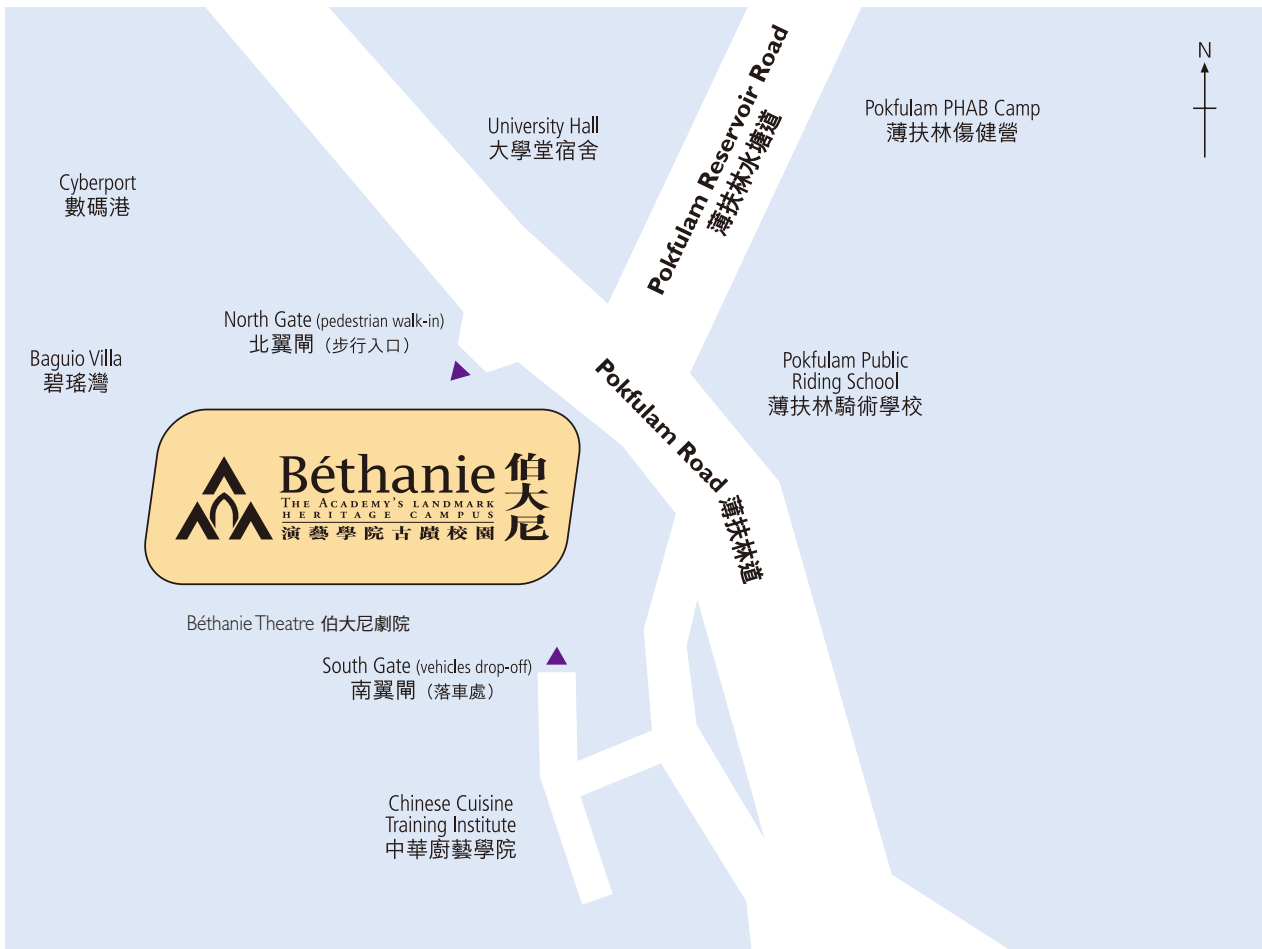 N
Pokfulam Reservoir Road
薄扶林水塘道
Pokfulam PHAB Camp
薄扶林傷健營
University Hall
大學堂宿舍
Cyberport
數碼港
North Gate (pedestrian walk-in)
北翼閘（步行入口）
Baguio Villa
碧瑤灣
Pokfulam Public
Riding School
薄扶林騎術學校
Pokfulam Road 薄扶林道
Béthanie
THE ACADEMY'S LANDMARK
HERITAGE CAMPUS
演藝學院古蹟校園
伯大尼
Béthanie Theatre 伯大尼劇院
South Gate (vehicles drop-off)
南翼閘（落車處）
Chinese Cuisine
Training Institute
中華廚藝學院